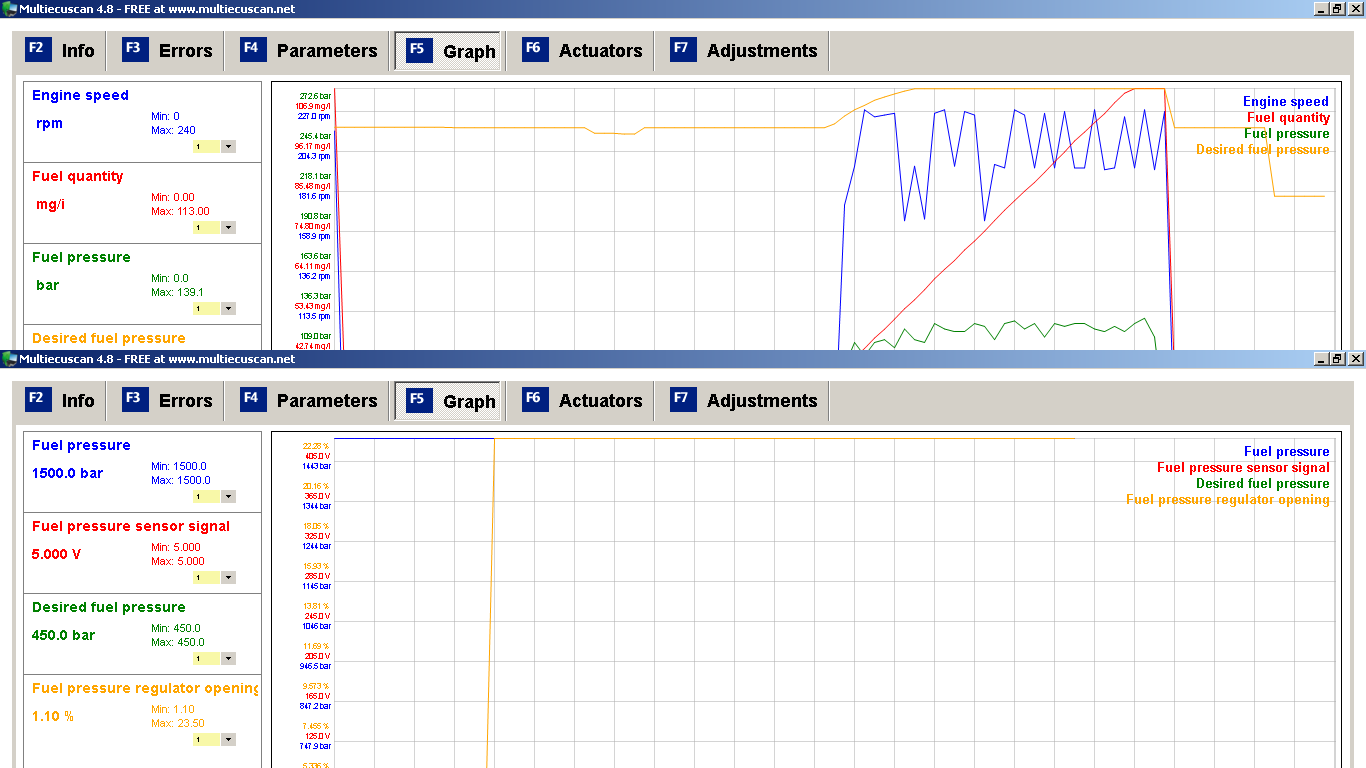 Multiecuscan 4.8 - FREE at www.multiecuscan.net
F2 Info F3 Errors F4 Parameters F5 Graph F6 Actuators F7 Adjustments
Engine speed
rpm
Min: 0
Max: 240
1
Fuel quantity
mg/i
Min: 0.00
Max: 113.00
1
Fuel pressure
bar
Min: 0.0
Max: 139.1
1
Desired fuel pressure
272.6 bar
106.9 mg/i
227.0 rpm
245.4 bar
96.17 mg/i
204.3 rpm
218.1 bar
85.48 mg/i
181.6 rpm
190.8 bar
74.80 mg/i
158.9 rpm
163.6 bar
64.11 mg/i
136.2 rpm
136.3 bar
53.43 mg/i
113.5 rpm
109.0 bar
42.74 mg/i
Engine speed
Fuel quantity
Fuel pressure
Desired fuel pressure
Multiecuscan 4.8 - FREE at www.multiecuscan.net
F2 Info F3 Errors F4 Parameters F5 Graph F6 Actuators F7 Adjustments
Fuel pressure
1500.0 bar
Min: 1500.0
Max: 1500.0
1
Fuel pressure sensor signal
5.000 V
Min: 5.000
Max: 5.000
1
Desired fuel pressure
450.0 bar
Min: 450.0
Max: 450.0
1
Fuel pressure regulator opening
1.10 %
Min: 1.10
Max: 23.50
1
22.28 %
405.0 V
1443 bar
20.16 %
365.0 V
1344 bar
18.05 %
325.0 V
1244 bar
15.93 %
285.0 V
1145 bar
13.81 %
245.0 V
1046 bar
11.69 %
205.0 V
946.5 bar
9.573 %
165.0 V
847.2 bar
7.455 %
125.0 V
747.9 bar
Fuel pressure
Fuel pressure sensor signal
Desired fuel pressure
Fuel pressure regulator opening